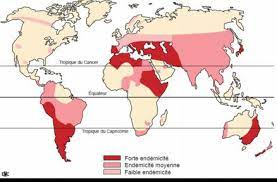 Tropique du Cancer
Équateur
Tropique du Capricorne
Forte endémicité
Endémicité moyenne
Faible endémicité